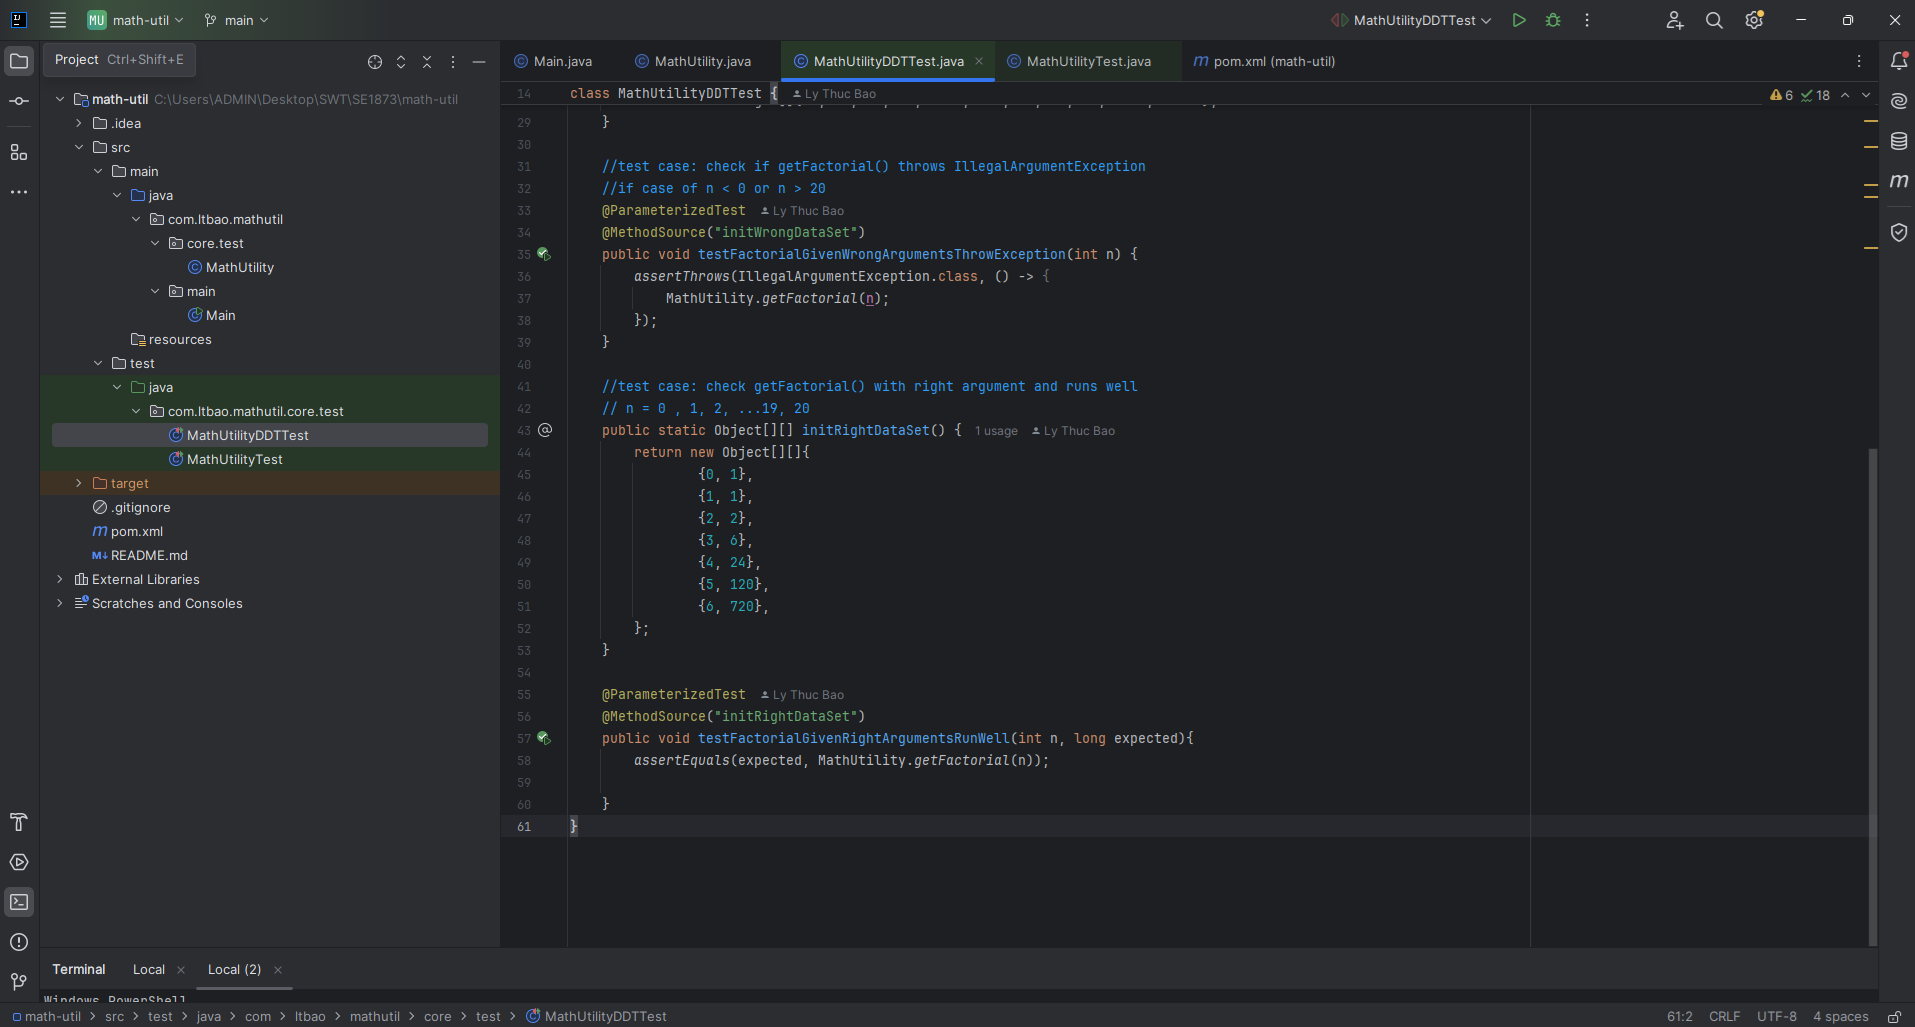 MU math-util main MathUtilityDDTTest
Project Ctrl+Shift+E
Main.java MathUtility.java MathUtilityDDTTest.java MathUtilityTest.java m pom.xml (math-util)
math-util C:\Users\ADMIN\Desktop\SWT\SE1873\math-util
.idea
src
main
java
com.ltbao.mathutil
core.test
MathUtility
main
Main
resources
test
java
com.ltbao.mathutil.core.test
MathUtilityDDTTest
MathUtilityTest
target
.gitignore
m pom.xml
M↓ README.md
External Libraries
Scratches and Consoles
14 class MathUtilityDDTTest { Ly Thuc Bao
6 18
29 }
30
31 //test case: check if getFactorial() throws IllegalArgumentException
32 //if case of n < 0 or n > 20
33 @ParameterizedTest Ly Thuc Bao
34 @MethodSource("initWrongDataSet")
35 public void testFactorialGivenWrongArgumentsThrowException(int n) {
36 assertThrows(IllegalArgumentException.class, () -> {
37 MathUtility.getFactorial(n);
38 });
39 }
40
41 //test case: check getFactorial() with right argument and runs well
42 // n = 0 , 1, 2, ...19, 20
43 public static Object[][] initRightDataSet() { 1 usage Ly Thuc Bao
44 return new Object[][]{
45 {0, 1},
46 {1, 1},
47 {2, 2},
48 {3, 6},
49 {4, 24},
50 {5, 120},
51 {6, 720},
52 };
53 }
54
55 @ParameterizedTest Ly Thuc Bao
56 @MethodSource("initRightDataSet")
57 public void testFactorialGivenRightArgumentsRunWell(int n, long expected){
58 assertEquals(expected, MathUtility.getFactorial(n));
59
60 }
61 }
Terminal Local Local (2)
Windows PowerShell
math-util > src > test > java > com > ltbao > mathutil > core > test > MathUtilityDDTTest
61:2 CRLF UTF-8 4 spaces